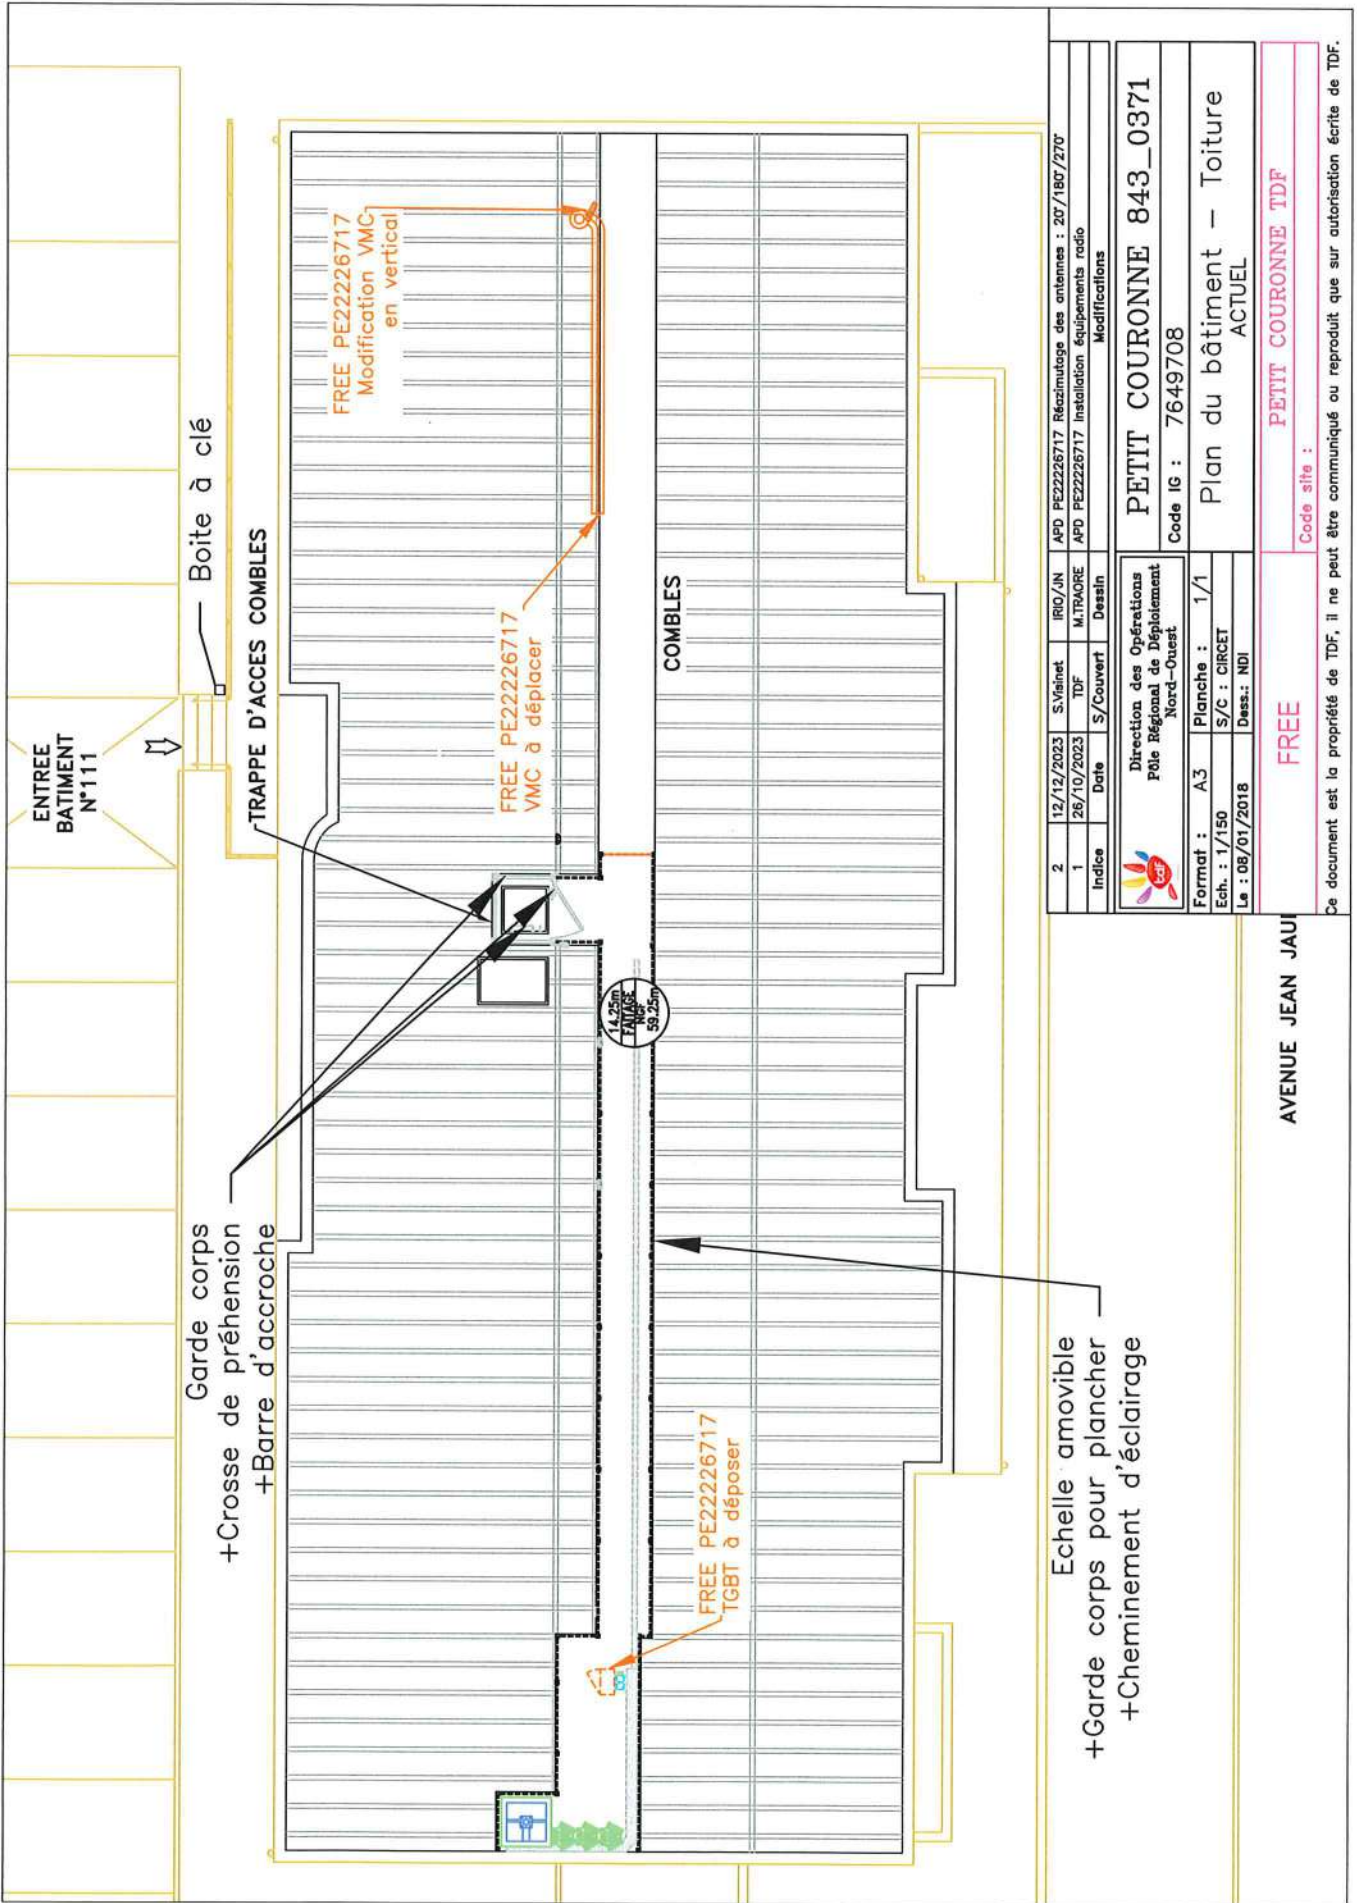 ENTREE
BATIMENT
N°111
Boite à clé
TRAPPE D'ACCES COMBLES
Garde corps
+Crosse de préhension
+Barre d'accroche
FREE PE22226717
Modification VMC
en vertical
FREE PE22226717
VMC à déplacer
COMBLES
14.25m
FAITAGE
NGF
59.25m
FREE PE22226717
TGBT à déposer
Echelle amovible
+Garde corps pour plancher
+Cheminement d'éclairage
AVENUE JEAN JAU
2 12/12/2023 S.Visinet IRIO/JN APD PE22226717 Réazimutage des antennes : 20°/180°/270°
1 26/10/2023 TDF M.TRAORE APD PE22226717 Installation équipements radio
Indice Date S/Couvert Dessin Modifications
tdf
Direction des Opérations
Pôle Régional de Déploiement
Nord-Ouest
PETIT COURONNE 843_0371
Code IG : 7649708
Format : A3 Planche : 1/1
Ech. : 1/150 S/C : CIRCET
Le : 08/01/2018 Dess.: NDI
Plan du bâtiment – Toiture
ACTUEL
FREE
PETIT COURONNE TDF
Code site :
Ce document est la propriété de TDF, il ne peut être communiqué ou reproduit que sur autorisation écrite de TDF.